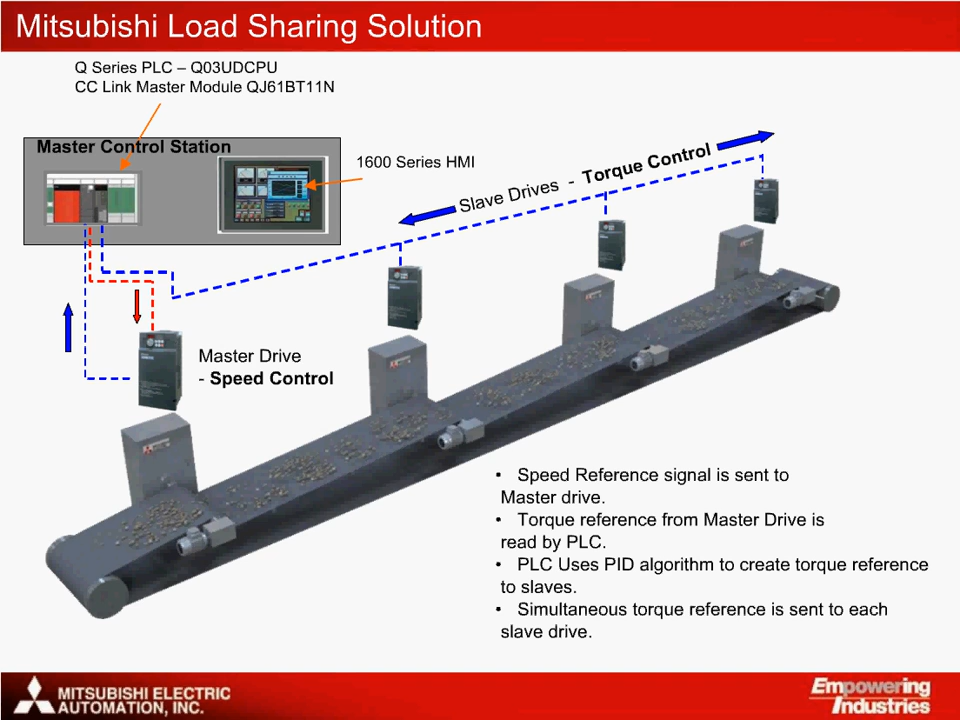 Mitsubishi Load Sharing Solution
Q Series PLC – Q03UDCPU
CC Link Master Module QJ61BT11N
Master Control Station
1600 Series HMI
Slave Drives - Torque Control
Master Drive
- Speed Control
• Speed Reference signal is sent to
Master drive.
• Torque reference from Master Drive is
read by PLC.
• PLC Uses PID algorithm to create torque reference
to slaves.
• Simultaneous torque reference is sent to each
slave drive.
MITSUBISHI ELECTRIC
AUTOMATION, INC.
Empowering
Industries